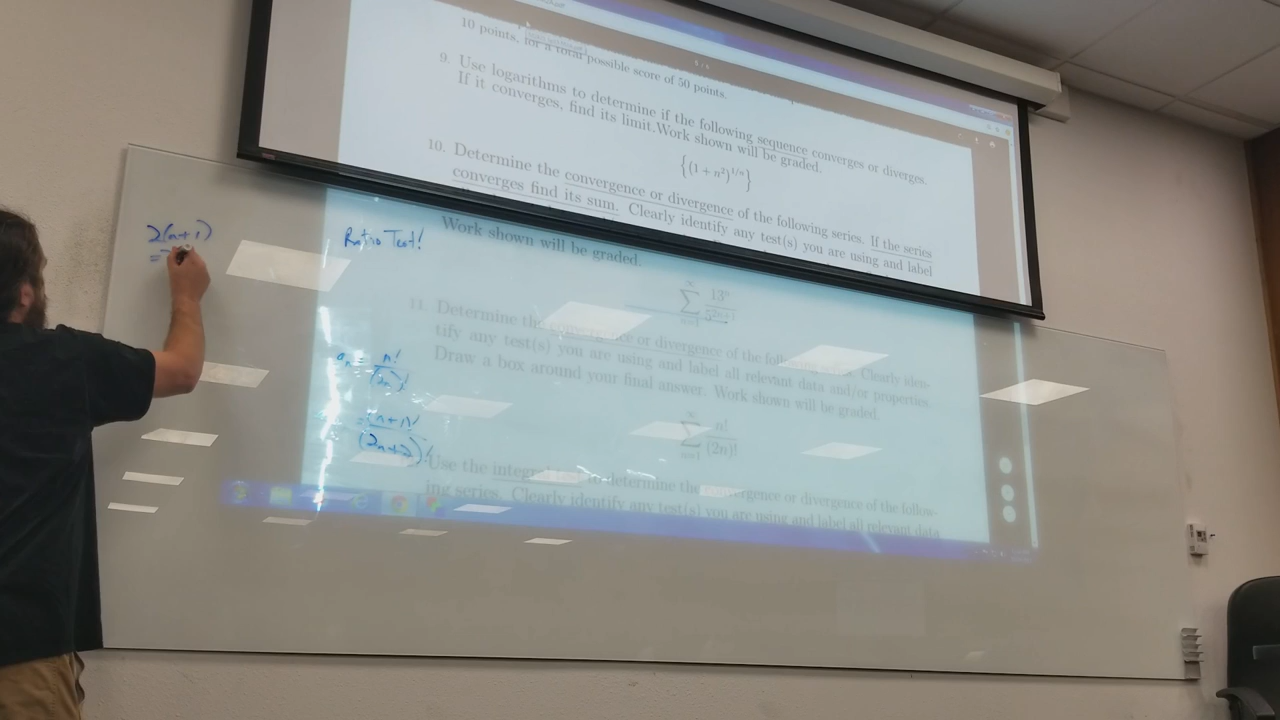 10 points, for a total possible score of 50 points.
9. Use logarithms to determine if the following sequence converges or diverges.
If it converges, find its limit.Work shown will be graded.
{(1 + n²)^{1/n}}
10. Determine the convergence or divergence of the following series. If the series
converges find its sum. Clearly identify any test(s) you are using and label
Work shown will be graded.
∞
∑ 13ⁿ
n=1
11. Determine the convergence or divergence of the following. Clearly iden-
tify any test(s) you are using and label all relevant data and/or properties.
Draw a box around your final answer. Work shown will be graded.
∞
∑ n!/(2n)!
n=1
Use the integral to determine the convergence or divergence of the follow-
ing series. Clearly identify any test(s) you are using and label all relevant data
2(n+1)
=
Ratio Test!
aₙ = n!/(2n)!
= (n+1)!/(2n+2)!